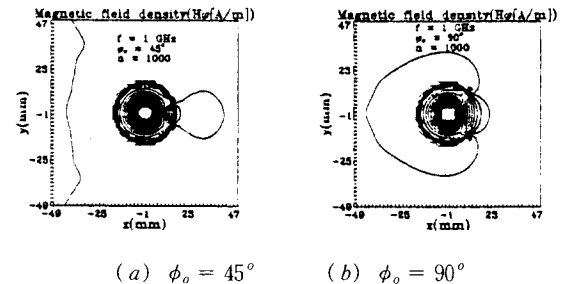 Magnetic field density(Hφ[A/m])
47
23
-1
-25
-49
y(mm)
f = 1 GHz
φ₀ = 45°
n = 1000
-49 -25 -1 23 47
x(mm)
Magnetic field density(Hφ[A/m])
47
23
-1
-25
-49
y(mm)
f = 1 GHz
φ₀ = 90°
n = 1000
-49 -25 -1 23 47
x(mm)
(a) ϕₒ = 45° (b) ϕₒ = 90°